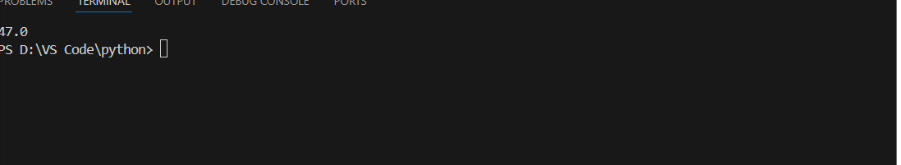 PROBLEMS TERMINAL OUTPUT DEBUG CONSOLE PORTS
47.0
PS D:\VS Code\python>